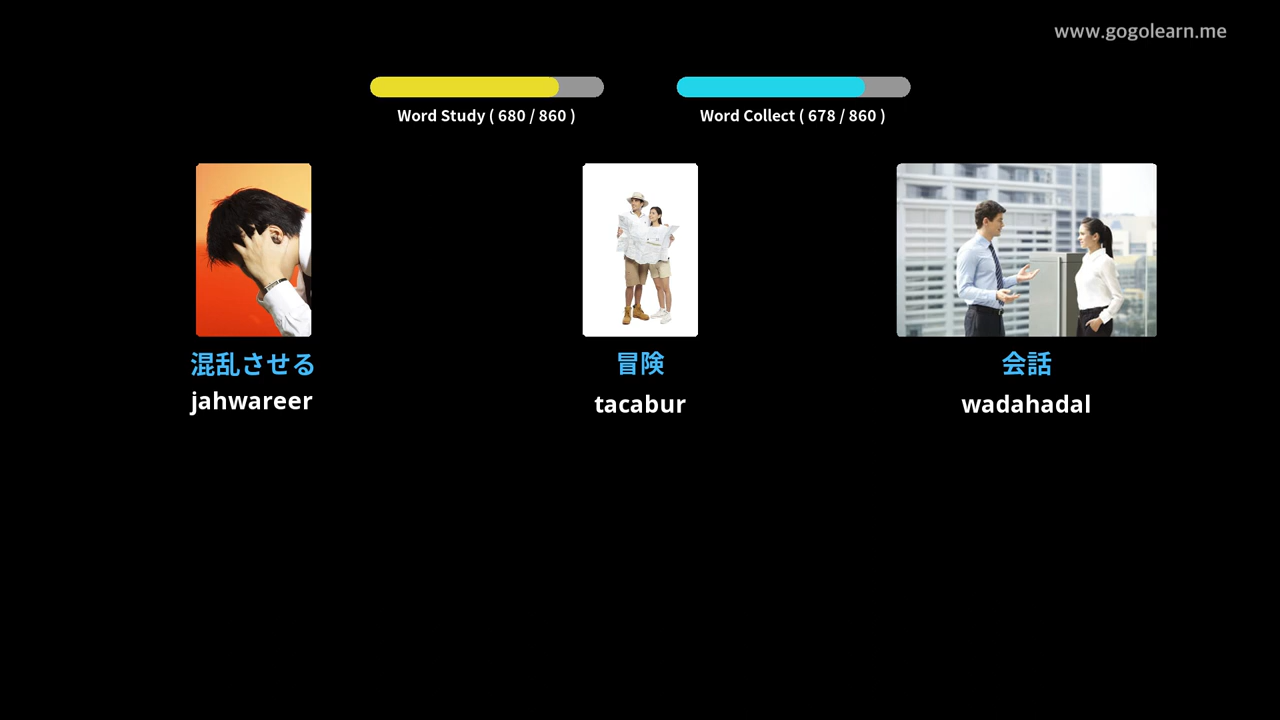 www.gogolearn.me
Word Study ( 680 / 860 )
Word Collect ( 678 / 860 )
混乱させる
jahwareer
冒険
tacabur
会話
wadahadal